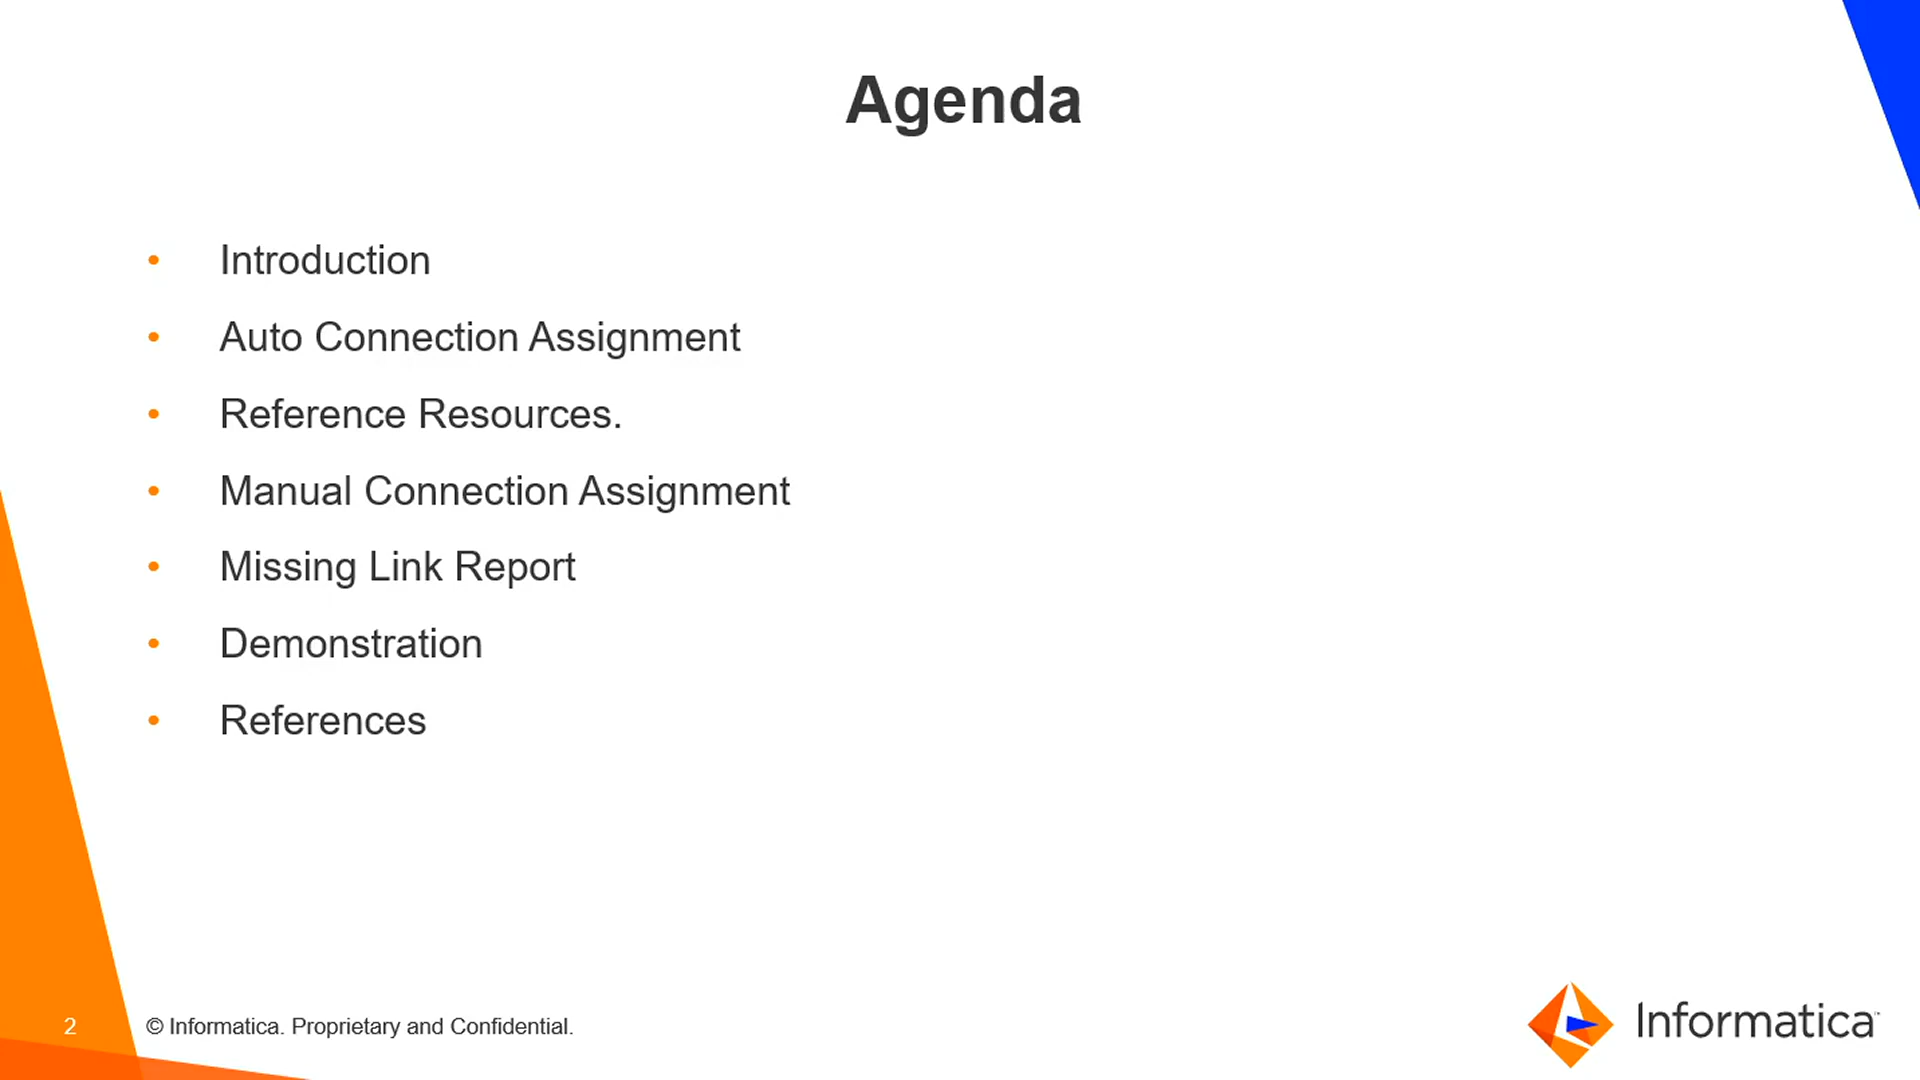 Agenda
• Introduction
• Auto Connection Assignment
• Reference Resources.
• Manual Connection Assignment
• Missing Link Report
• Demonstration
• References
2 © Informatica. Proprietary and Confidential.
Informatica™